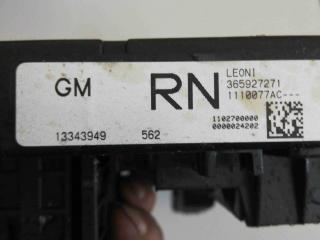 GM
RN
LEONI
365927271
1110077AC---
13343949
562
1102700000
0000024202